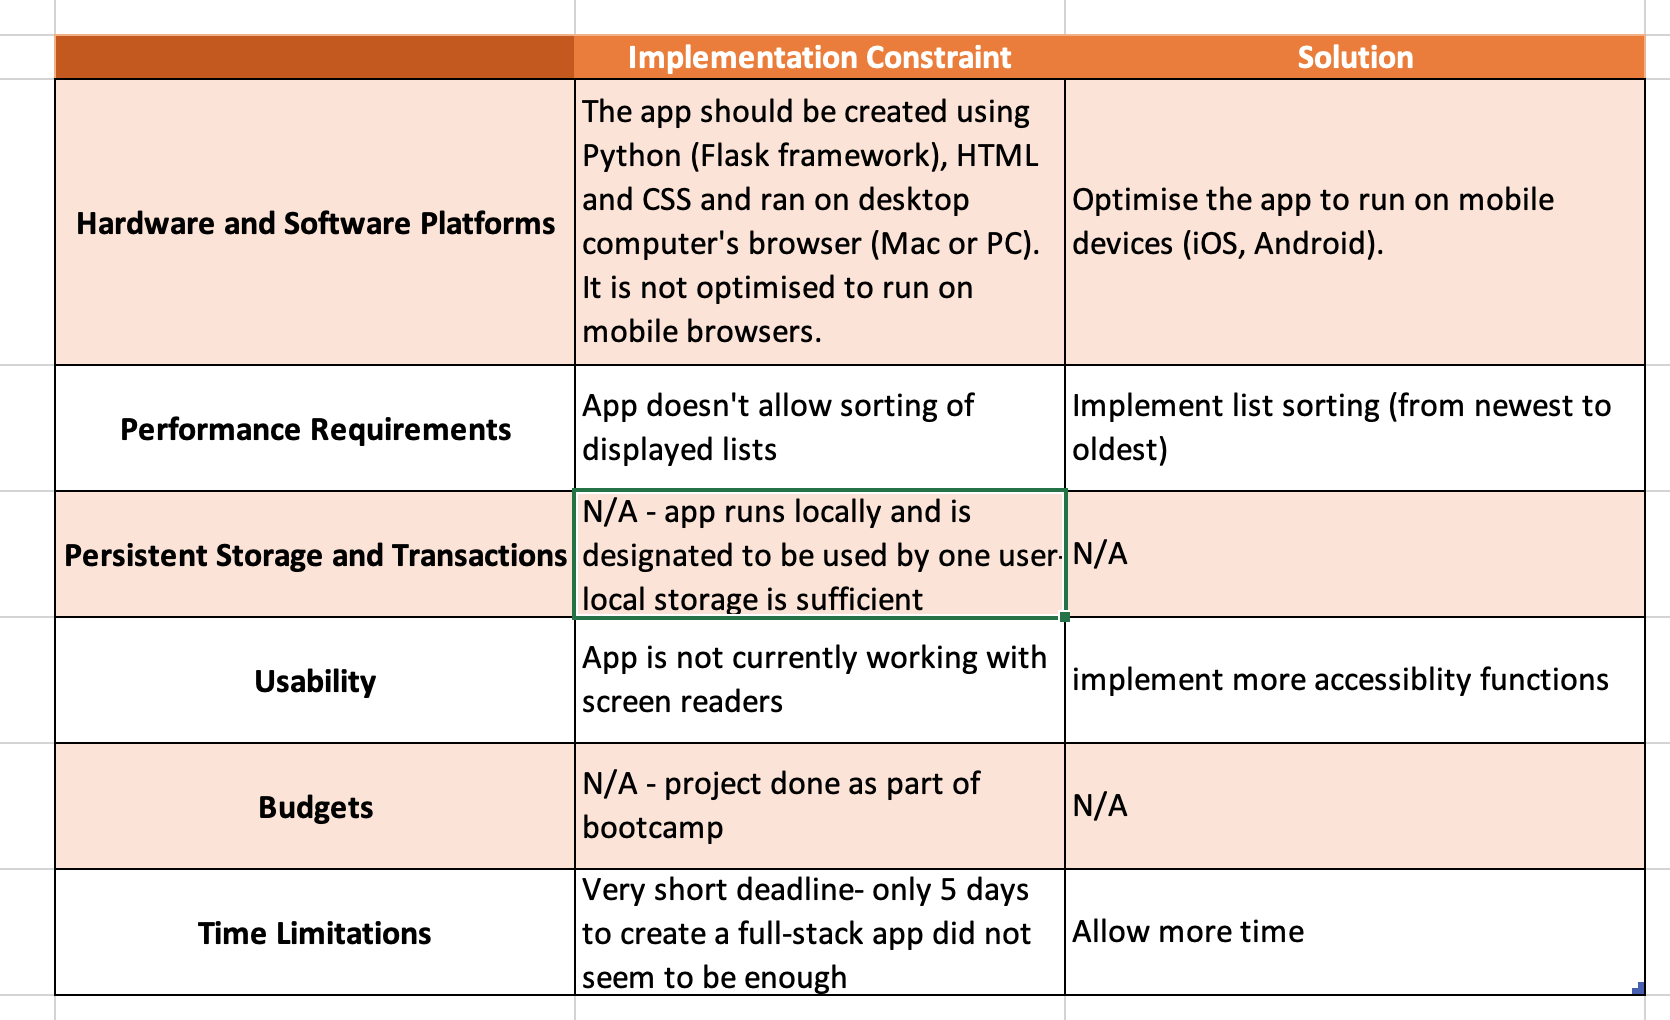 Implementation Constraint
Solution
Hardware and Software Platforms
The app should be created using
Python (Flask framework), HTML
and CSS and ran on desktop
computer's browser (Mac or PC).
It is not optimised to run on
mobile browsers.
Optimise the app to run on mobile
devices (iOS, Android).
Performance Requirements
App doesn't allow sorting of
displayed lists
Implement list sorting (from newest to
oldest)
Persistent Storage and Transactions
N/A - app runs locally and is
designated to be used by one user-
local storage is sufficient
N/A
Usability
App is not currently working with
screen readers
implement more accessiblity functions
Budgets
N/A - project done as part of
bootcamp
N/A
Time Limitations
Very short deadline- only 5 days
to create a full-stack app did not
seem to be enough
Allow more time